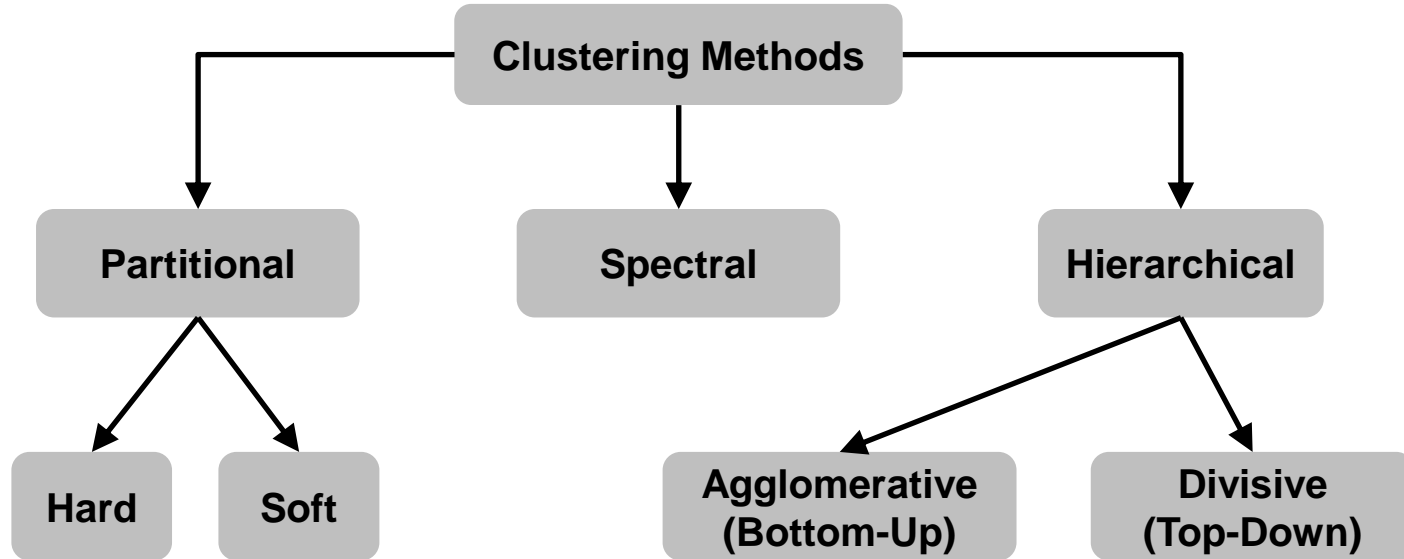 Clustering Methods
Partitional
Spectral
Hierarchical
Hard
Soft
Agglomerative
(Bottom-Up)
Divisive
(Top-Down)